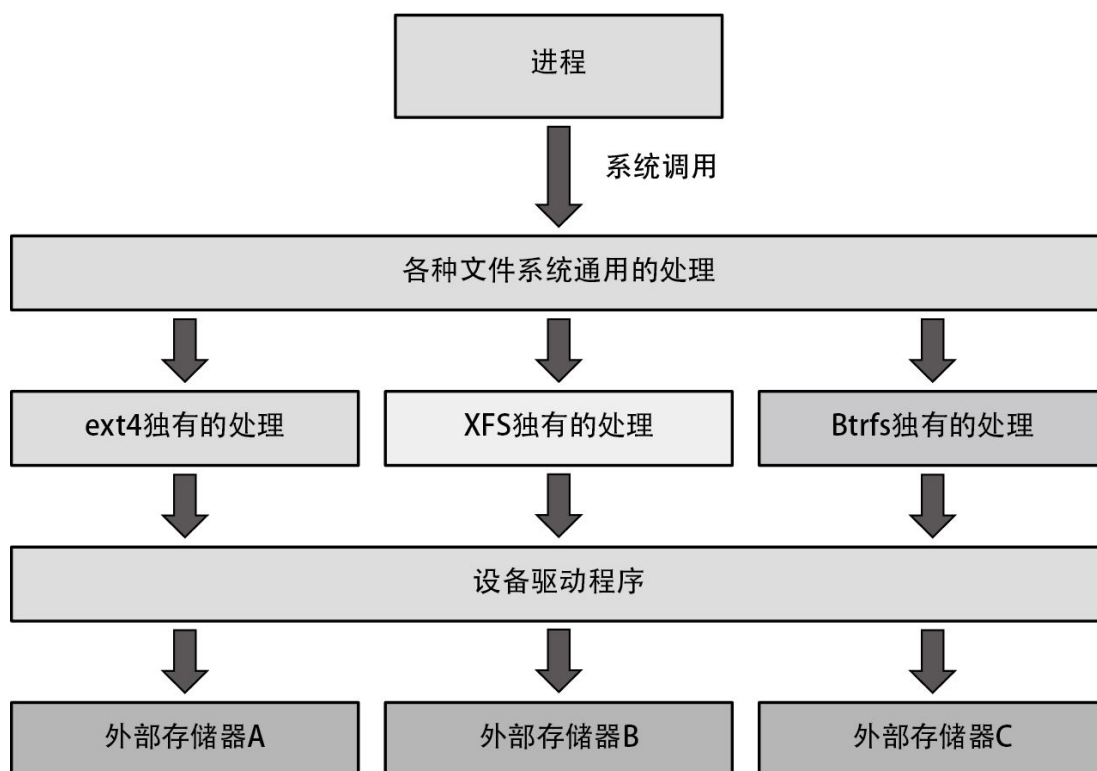 进程
系统调用
各种文件系统通用的处理
ext4独有的处理
XFS独有的处理
Btrfs独有的处理
设备驱动程序
外部存储器A
外部存储器B
外部存储器C